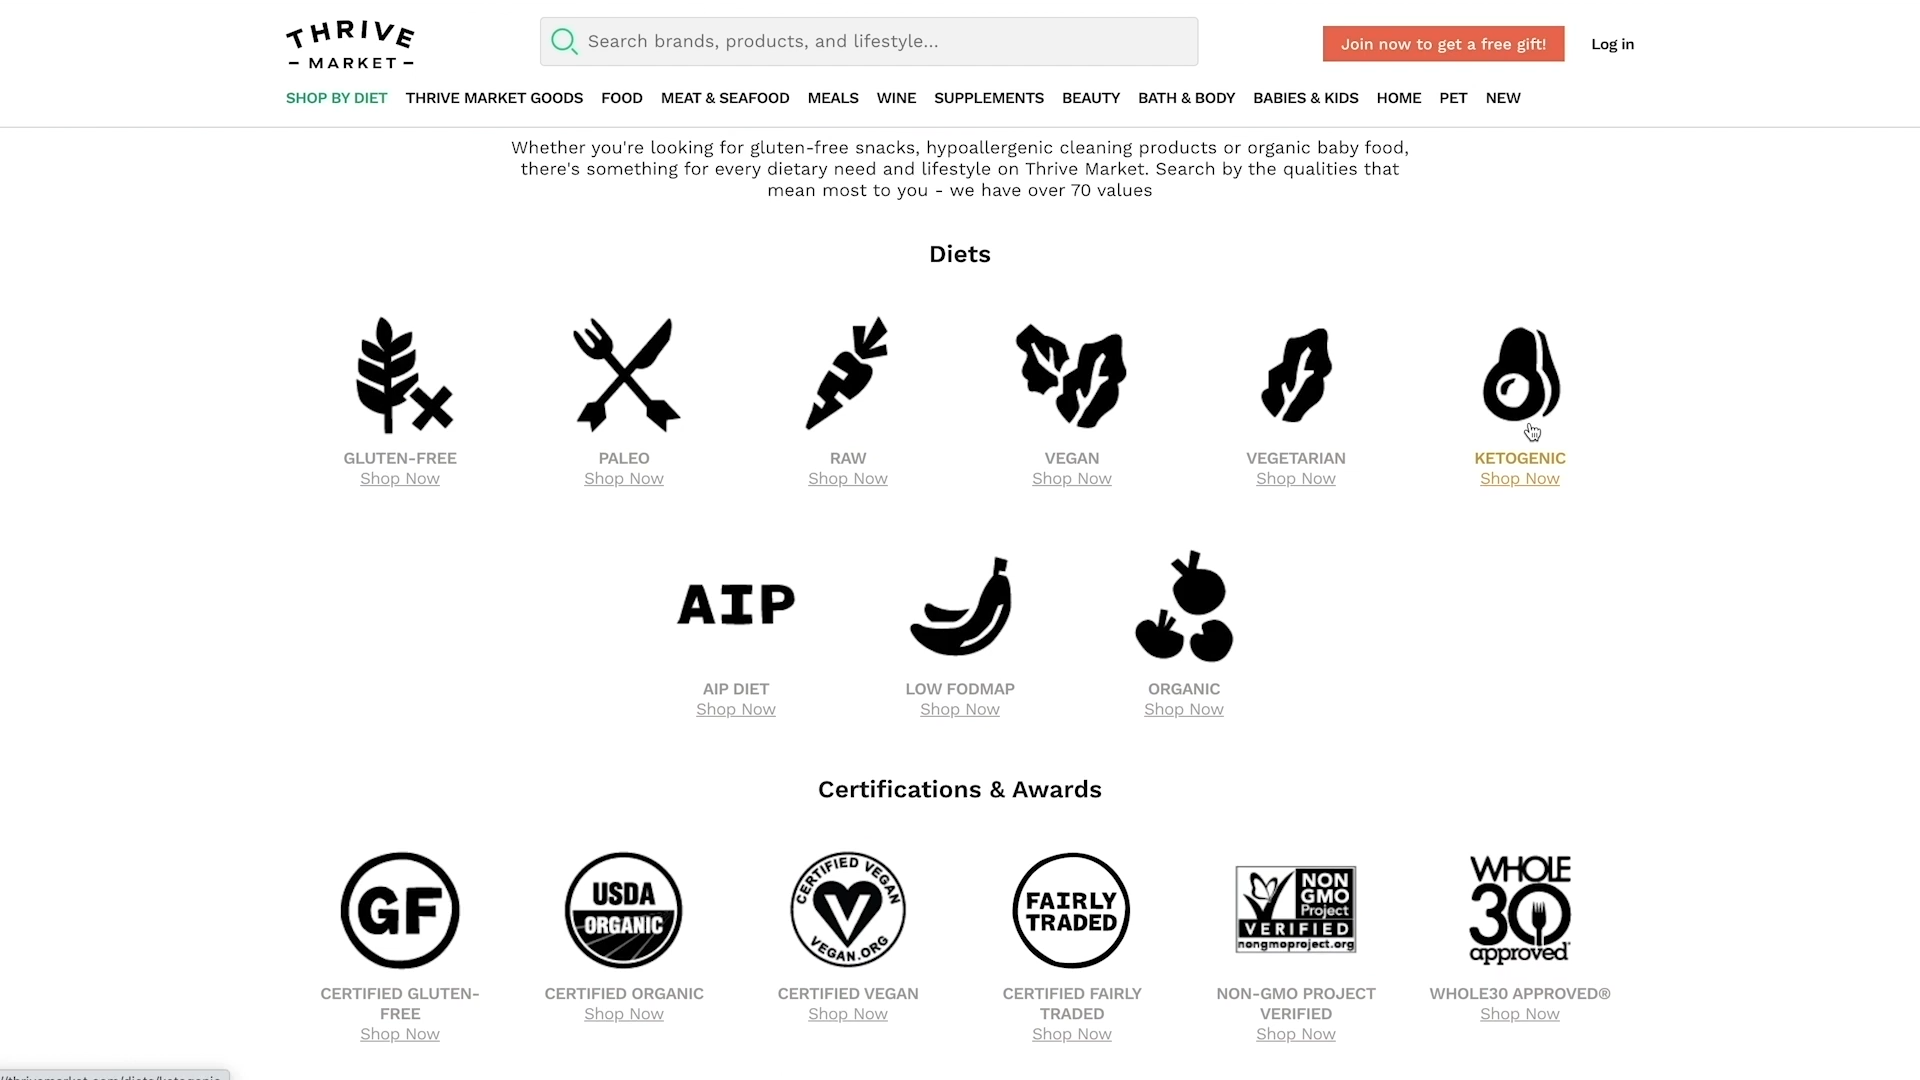 THRIVE
MARKET
Search brands, products, and lifestyle...
Join now to get a free gift!
Log in
SHOP BY DIET THRIVE MARKET GOODS FOOD MEAT & SEAFOOD MEALS WINE SUPPLEMENTS BEAUTY BATH & BODY BABIES & KIDS HOME PET NEW
Whether you're looking for gluten-free snacks, hypoallergenic cleaning products or organic baby food,
there's something for every dietary need and lifestyle on Thrive Market. Search by the qualities that
mean most to you - we have over 70 values
Diets
GLUTEN-FREE
Shop Now
PALEO
Shop Now
RAW
Shop Now
VEGAN
Shop Now
VEGETARIAN
Shop Now
KETOGENIC
Shop Now
AIP
AIP DIET
Shop Now
LOW FODMAP
Shop Now
ORGANIC
Shop Now
Certifications & Awards
GF
CERTIFIED GLUTEN-
FREE
Shop Now
USDA
ORGANIC
CERTIFIED ORGANIC
Shop Now
CERTIFIED VEGAN
V
VEGAN.ORG
CERTIFIED VEGAN
Shop Now
FAIRLY
TRADED
CERTIFIED FAIRLY
TRADED
Shop Now
NON
GMO
Project
VERIFIED
nongmoproject.org
NON-GMO PROJECT
VERIFIED
Shop Now
WHOLE
30
approved
WHOLE30 APPROVED®
Shop Now